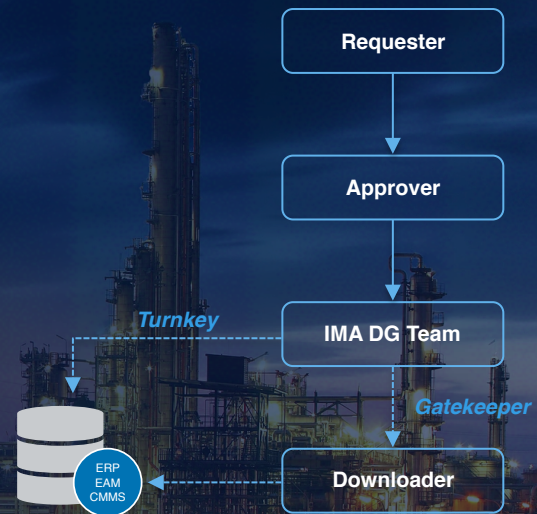 Requester
Approver
Turnkey
IMA DG Team
Gatekeeper
ERP
EAM
CMMS
Downloader